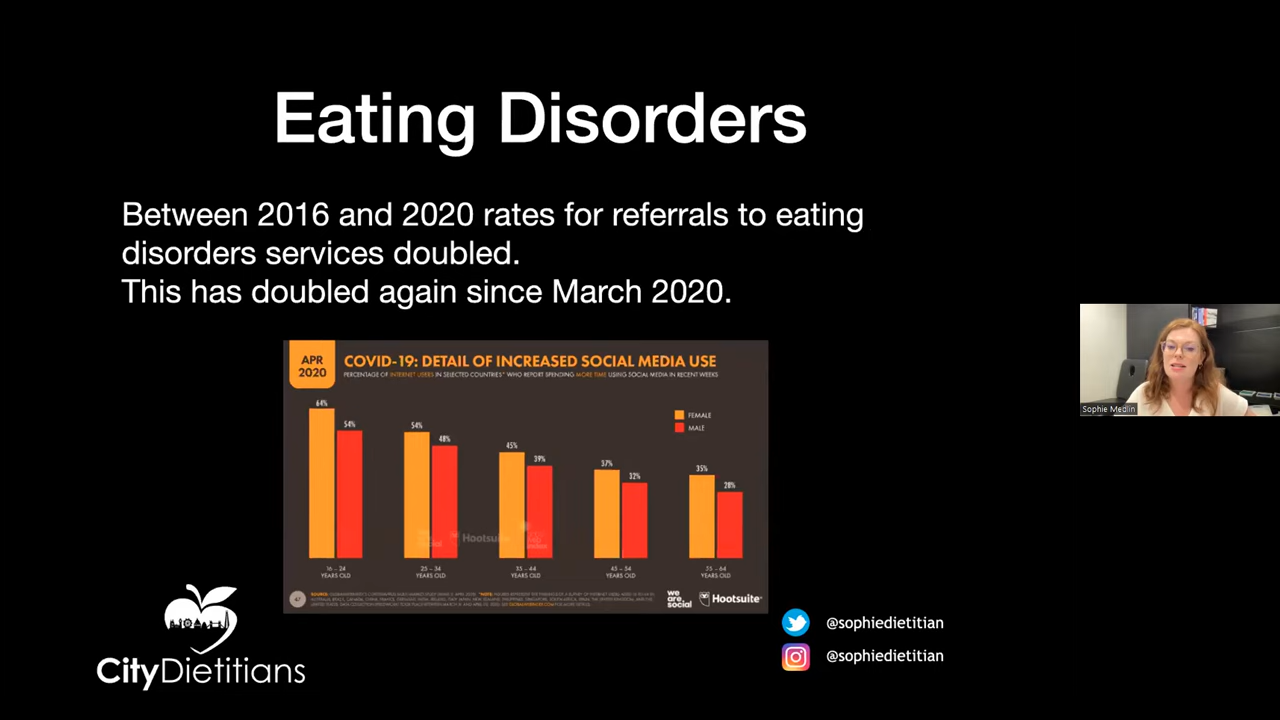 Eating Disorders
Between 2016 and 2020 rates for referrals to eating
disorders services doubled.
This has doubled again since March 2020.
APR
2020
COVID-19: DETAIL OF INCREASED SOCIAL MEDIA USE
PERCENTAGE OF INTERNET USERS IN SELECTED COUNTRIES* WHO REPORT SPENDING MORE TIME USING SOCIAL MEDIA IN RECENT WEEKS
FEMALE
MALE
64%
54%
54%
48%
45%
39%
37%
32%
35%
28%
16 – 24
YEARS OLD
25 – 34
YEARS OLD
35 – 44
YEARS OLD
45 – 54
YEARS OLD
55 – 64
YEARS OLD
Hootsuite
we
are
social
Hootsuite
Sophie Medlin
@sophiedietitian
@sophiedietitian
CityDietitians